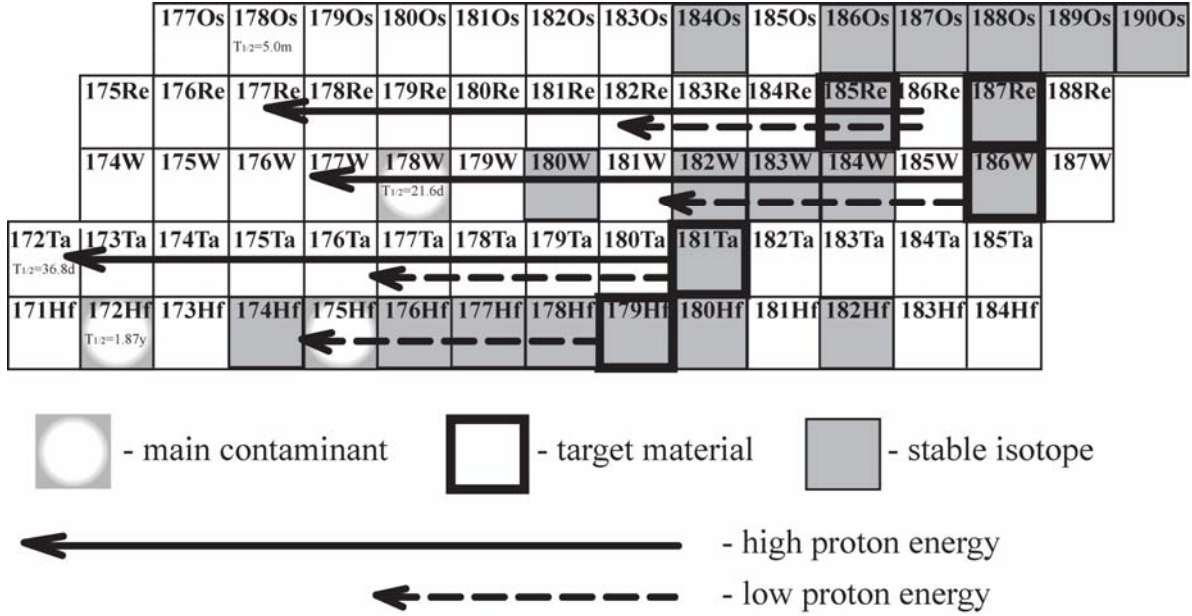 177Os 178Os 179Os 180Os 181Os 182Os 183Os 184Os 185Os 186Os 187Os 188Os 189Os 190Os
T1/2=5.0m
175Re 176Re 177Re 178Re 179Re 180Re 181Re 182Re 183Re 184Re 185Re 186Re 187Re 188Re
174W 175W 176W 177W 178W 179W 180W 181W 182W 183W 184W 185W 186W 187W
T1/2=21.6d
172Ta 173Ta 174Ta 175Ta 176Ta 177Ta 178Ta 179Ta 180Ta 181Ta 182Ta 183Ta 184Ta 185Ta
T1/2=36.8d
171Hf 172Hf 173Hf 174Hf 175Hf 176Hf 177Hf 178Hf 179Hf 180Hf 181Hf 182Hf 183Hf 184Hf
T1/2=1.87y
- main contaminant - target material - stable isotope
- high proton energy
- low proton energy